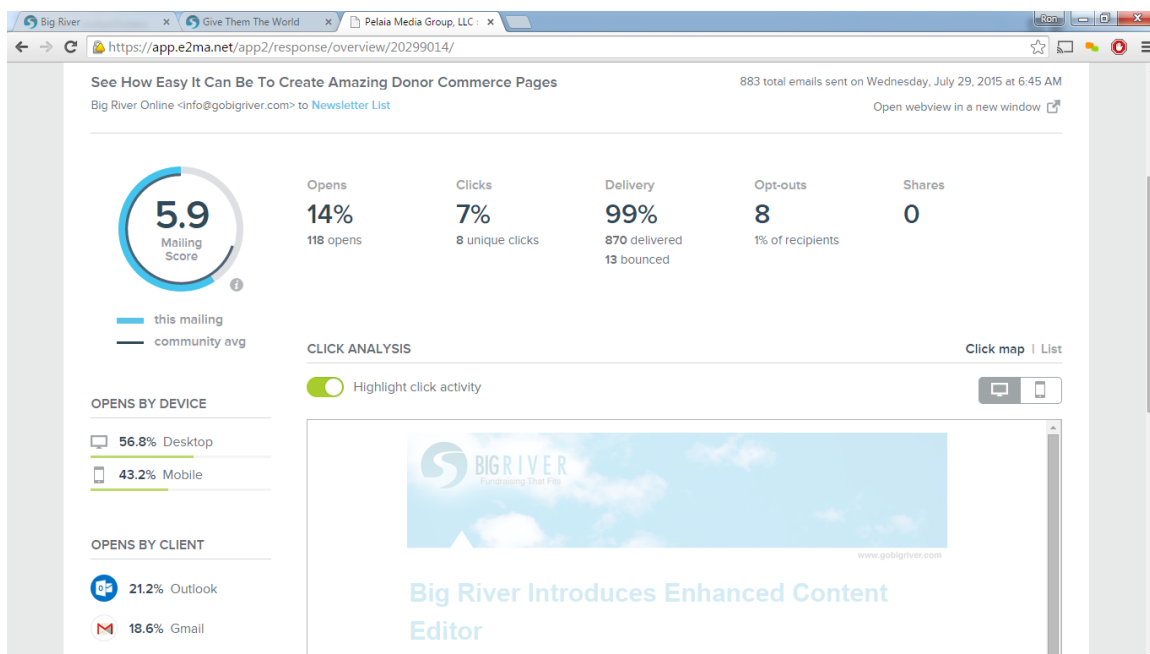 Big River
Give Them The World
Pelaia Media Group, LLC :
Ron
https://app.e2ma.net/app2/response/overview/20299014/
See How Easy It Can Be To Create Amazing Donor Commerce Pages
883 total emails sent on Wednesday, July 29, 2015 at 6:45 AM
Big River Online <info@gobigriver.com> to Newsletter List
Open webview in a new window
5.9
Mailing
Score
this mailing
community avg
Opens
14%
118 opens
Clicks
7%
8 unique clicks
Delivery
99%
870 delivered
13 bounced
Opt-outs
8
1% of recipients
Shares
0
CLICK ANALYSIS
Click map | List
Highlight click activity
OPENS BY DEVICE
56.8% Desktop
43.2% Mobile
OPENS BY CLIENT
21.2% Outlook
18.6% Gmail
BIGRIVER
Fundraising That Fits
www.gobigriver.com
Big River Introduces Enhanced Content
Editor